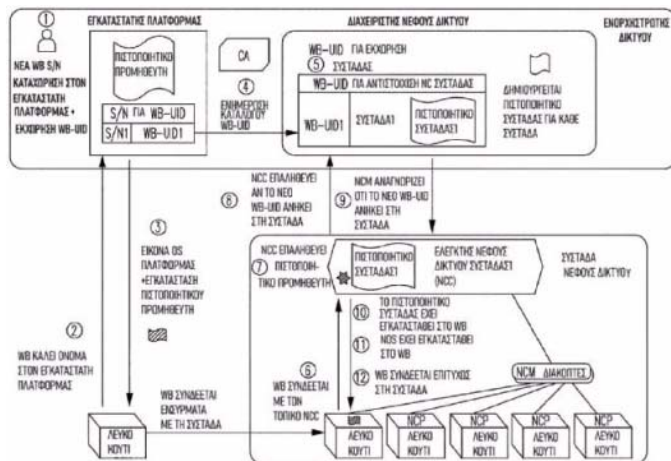 ①
ΕΓΚΑΤΑΣΤΑΤΗΣ ΠΛΑΤΦΟΡΜΑΣ
ΔΙΑΧΕΙΡΙΣΤΗΣ ΝΕΦΟΥΣ ΔΙΚΤΥΟΥ
ΕΝΟΡΧΗΣΤΡΩΤΗΣ
ΔΙΚΤΥΟΥ
ΝΕΑ WB S/N
ΚΑΤΑΧΩΡΗΣΗ ΣΤΟΝ
ΕΓΚΑΤΑΣΤΑΤΗ
ΠΛΑΤΦΟΡΜΑΣ +
ΕΚΧΩΡΗΣΗ WB-UID
ΠΙΣΤΟΠΟΙΗΤΙΚΟ
ΠΡΟΜΗΘΕΥΤΗ
S/N ΓΙΑ WB-UID
S/N1
WB-UID1
CA
④
ΕΝΗΜΕΡΩΣΗ
ΚΑΤΑΛΟΓΟΥ
WB-UID
WB-UID ΓΙΑ ΕΚΧΩΡΗΣΗ
⑤ ΣΥΣΤΑΔΑΣ
WB-UID ΓΙΑ ΑΝΤΙΣΤΟΙΧΙΣΗ NC ΣΥΣΤΑΔΑΣ
WB-UID1
ΣΥΣΤΑΔΑ1
ΠΙΣΤΟΠΟΙΗΤΙΚΟ
ΣΥΣΤΑΔΑΣ1
ΔΗΜΙΟΥΡΓΕΙΤΑΙ
ΠΙΣΤΟΠΟΙΗΤΙΚΟ
ΣΥΣΤΑΔΑΣ ΓΙΑ ΚΑΘΕ
ΣΥΣΤΑΔΑ
⑧
NCC ΕΠΑΛΗΘΕΥΕΙ
ΑΝ ΤΟ ΝΕΟ
WB-UID ΑΝΗΚΕΙ
ΣΤΗ ΣΥΣΤΑΔΑ
⑨
NCM ΑΝΑΓΝΩΡΙΖΕΙ
ΟΤΙ ΤΟ ΝΕΟ WB-UID
ΑΝΗΚΕΙ ΣΤΗ
ΣΥΣΤΑΔΑ
③
ΕΙΚΟΝΑ OS
ΠΛΑΤΦΟΡΜΑΣ
+ΕΓΚΑΤΑΣΤΑΣΗ
ΠΙΣΤΟΠΟΙΗΤΙΚΟΥ
ΠΡΟΜΗΘΕΥΤΗ
②
WB ΚΑΛΕΙ ΟΝΟΜΑ
ΣΤΟΝ ΕΓΚΑΤΑΣΤΑΤΗ
ΠΛΑΤΦΟΡΜΑΣ
NCC ΕΠΑΛΗΘΕΥΕΙ
⑦ ΠΙΣΤΟΠΟΙΗ-
ΤΙΚΟ ΠΡΟΜΗΘΕΥΤΗ
ΠΙΣΤΟΠΟΙΗΤΙΚΟ
ΣΥΣΤΑΔΑΣ1
ΕΛΕΓΚΤΗΣ ΝΕΦΟΥΣ
ΔΙΚΤΥΟΥ ΣΥΣΤΑΔΑΣ1
(NCC)
ΣΥΣΤΑΔΑ
ΝΕΦΟΥΣ ΔΙΚΤΥΟΥ
⑩ ΤΟ ΠΙΣΤΟΠΟΙΗΤΙΚΟ
ΣΥΣΤΑΔΑΣ ΕΧΕΙ
ΕΓΚΑΤΑΣΤΑΘΕΙ ΣΤΟ WB
⑪ NOS ΕΧΕΙ ΕΓΚΑΤΑΣΤΑΘΕΙ
ΣΤΟ WB
⑫ WB ΣΥΝΔΕΕΤΑΙ ΕΠΙΤΥΧΩΣ
ΣΤΗ ΣΥΣΤΑΔΑ
⑥
WB ΣΥΝΔΕΕΤΑΙ
ΜΕ ΤΟΝ
ΤΟΠΙΚΟ NCC
NCM ΔΙΑΚΟΠΤΕΣ
WB ΣΥΝΔΕΕΤΑΙ
ΕΝΣΥΡΜΑΤΑ
ΜΕ ΤΗ ΣΥΣΤΑΔΑ
ΛΕΥΚΟ
ΚΟΥΤΙ
ΛΕΥΚΟ
ΚΟΥΤΙ
NCP
ΛΕΥΚΟ
ΚΟΥΤΙ
NCP
ΛΕΥΚΟ
ΚΟΥΤΙ
NCP
ΛΕΥΚΟ
ΚΟΥΤΙ
NCP
ΛΕΥΚΟ
ΚΟΥΤΙ